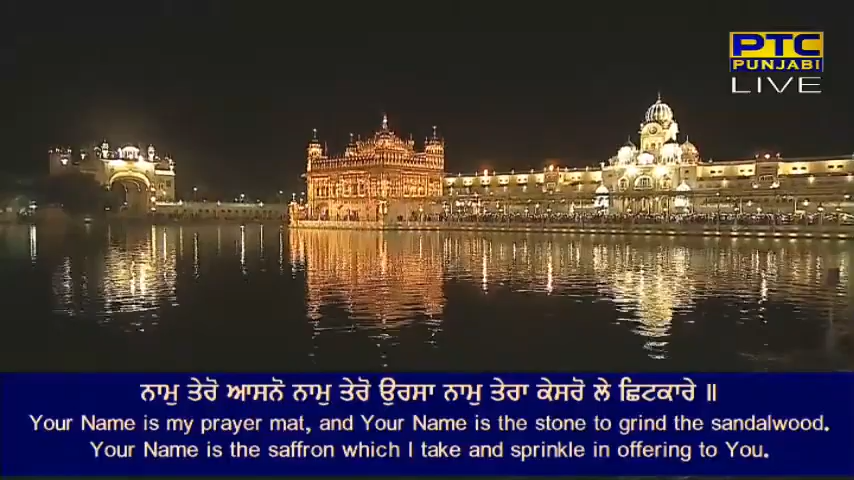 PTC
PUNJABI
LIVE
ਨਾਮੁ ਤੇਰੋ ਆਸਨੋ ਨਾਮੁ ਤੇਰੋ ਉਰਸਾ ਨਾਮੁ ਤੇਰਾ ਕੇਸਰੋ ਲੇ ਛਿਟਕਾਰੇ ॥
Your Name is my prayer mat, and Your Name is the stone to grind the sandalwood.
Your Name is the saffron which I take and sprinkle in offering to You.